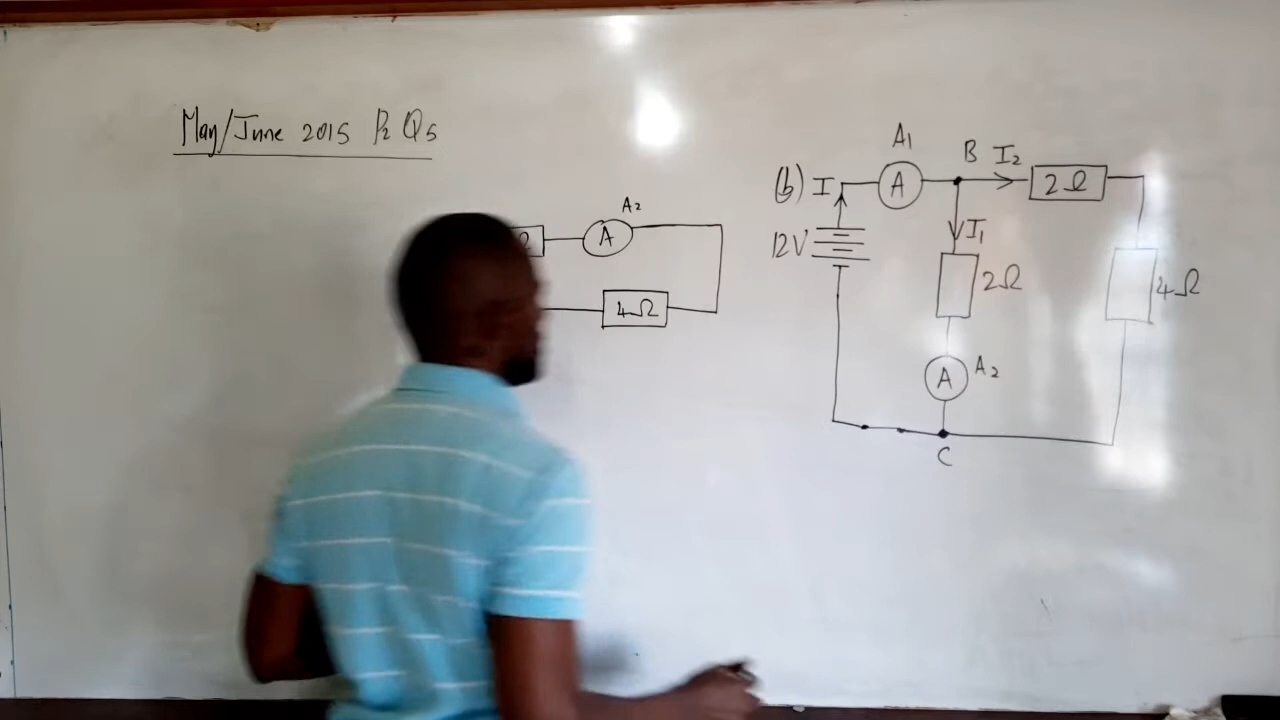 May/June 2015 P2 Q5
A2
A
4Ω
A1
B I2
(b) I A 2Ω
I1
12V
2Ω 4Ω
A A2
C